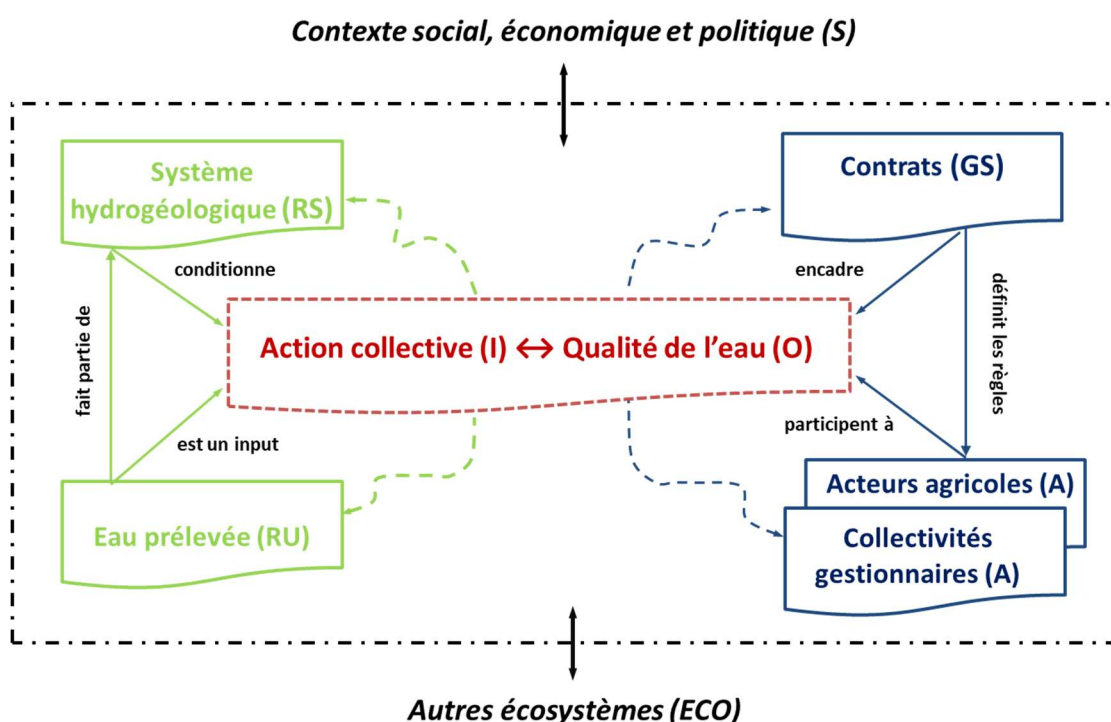 Contexte social, économique et politique (S)
Système
hydrogéologique (RS)
Contrats (GS)
conditionne
encadre
fait partie de
définit les règles
Action collective (I) ↔ Qualité de l’eau (O)
est un input
participent à
Eau prélevée (RU)
Acteurs agricoles (A)
Collectivités
gestionnaires (A)
Autres écosystèmes (ECO)